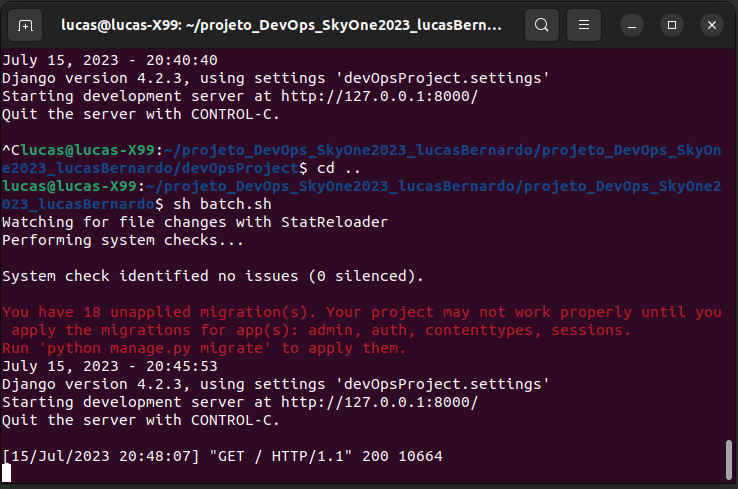 lucas@lucas-X99: ~/projeto_DevOps_SkyOne2023_lucasBern...
July 15, 2023 - 20:40:40
Django version 4.2.3, using settings 'devOpsProject.settings'
Starting development server at http://127.0.0.1:8000/
Quit the server with CONTROL-C.
^Clucas@lucas-X99:~/projeto_DevOps_SkyOne2023_lucasBernardo/projeto_DevOps_SkyOn
e2023_lucasBernardo/devOpsProject$ cd ..
lucas@lucas-X99:~/projeto_DevOps_SkyOne2023_lucasBernardo/projeto_DevOps_SkyOne2
023_lucasBernardo$ sh batch.sh
Watching for file changes with StatReloader
Performing system checks...
System check identified no issues (0 silenced).
You have 18 unapplied migration(s). Your project may not work properly until you
 apply the migrations for app(s): admin, auth, contenttypes, sessions.
Run 'python manage.py migrate' to apply them.
July 15, 2023 - 20:45:53
Django version 4.2.3, using settings 'devOpsProject.settings'
Starting development server at http://127.0.0.1:8000/
Quit the server with CONTROL-C.
[15/Jul/2023 20:48:07] "GET / HTTP/1.1" 200 10664